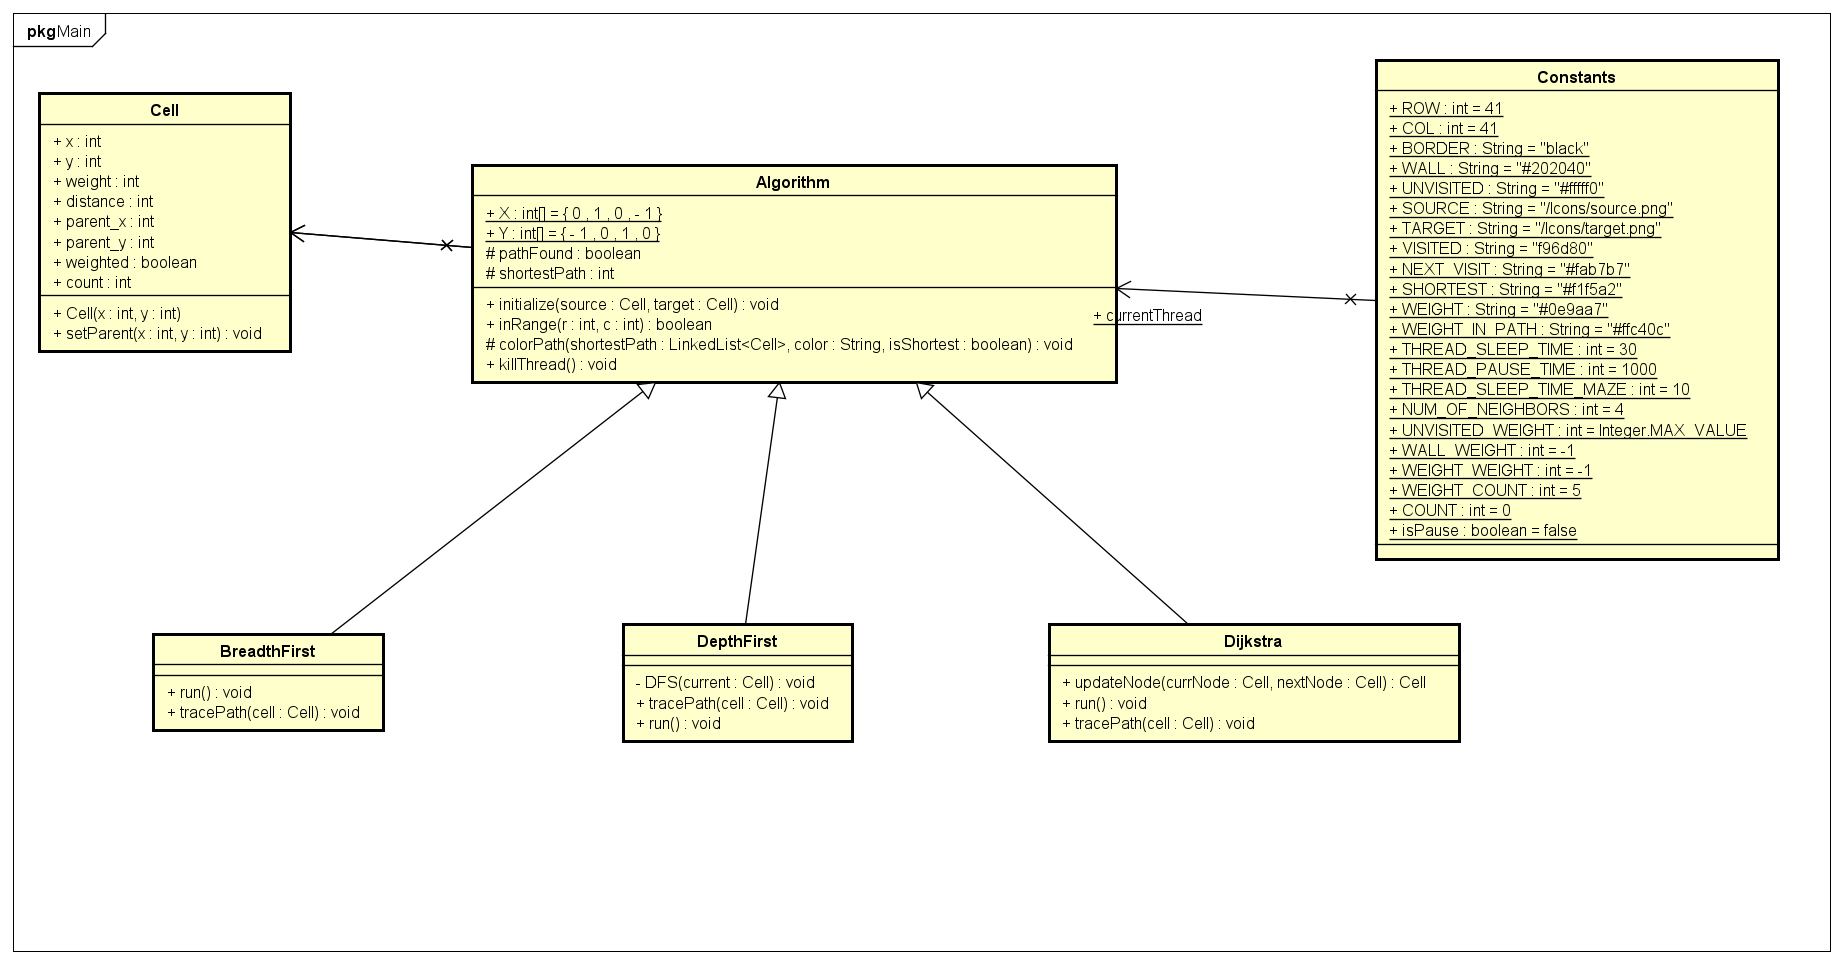 pkgMain
Cell
+ x : int
+ y : int
+ weight : int
+ distance : int
+ parent_x : int
+ parent_y : int
+ weighted : boolean
+ count : int
+ Cell(x : int, y : int)
+ setParent(x : int, y : int) : void
Algorithm
+ X : int[] = { 0 , 1 , 0 , - 1 }
+ Y : int[] = { - 1 , 0 , 1 , 0 }
# pathFound : boolean
# shortestPath : int
+ initialize(source : Cell, target : Cell) : void
+ inRange(r : int, c : int) : boolean
# colorPath(shortestPath : LinkedList<Cell>, color : String, isShortest : boolean) : void
+ killThread() : void
+ currentThread
Constants
+ ROW : int = 41
+ COL : int = 41
+ BORDER : String = "black"
+ WALL : String = "#202040"
+ UNVISITED : String = "#fffff0"
+ SOURCE : String = "/Icons/source.png"
+ TARGET : String = "/Icons/target.png"
+ VISITED : String = "f96d80"
+ NEXT_VISIT : String = "#fab7b7"
+ SHORTEST : String = "#f1f5a2"
+ WEIGHT : String = "#0e9aa7"
+ WEIGHT_IN_PATH : String = "#ffc40c"
+ THREAD_SLEEP_TIME : int = 30
+ THREAD_PAUSE_TIME : int = 1000
+ THREAD_SLEEP_TIME_MAZE : int = 10
+ NUM_OF_NEIGHBORS : int = 4
+ UNVISITED_WEIGHT : int = Integer.MAX_VALUE
+ WALL_WEIGHT : int = -1
+ WEIGHT_WEIGHT : int = -1
+ WEIGHT_COUNT : int = 5
+ COUNT : int = 0
+ isPause : boolean = false
BreadthFirst
+ run() : void
+ tracePath(cell : Cell) : void
DepthFirst
- DFS(current : Cell) : void
+ tracePath(cell : Cell) : void
+ run() : void
Dijkstra
+ updateNode(currNode : Cell, nextNode : Cell) : Cell
+ run() : void
+ tracePath(cell : Cell) : void